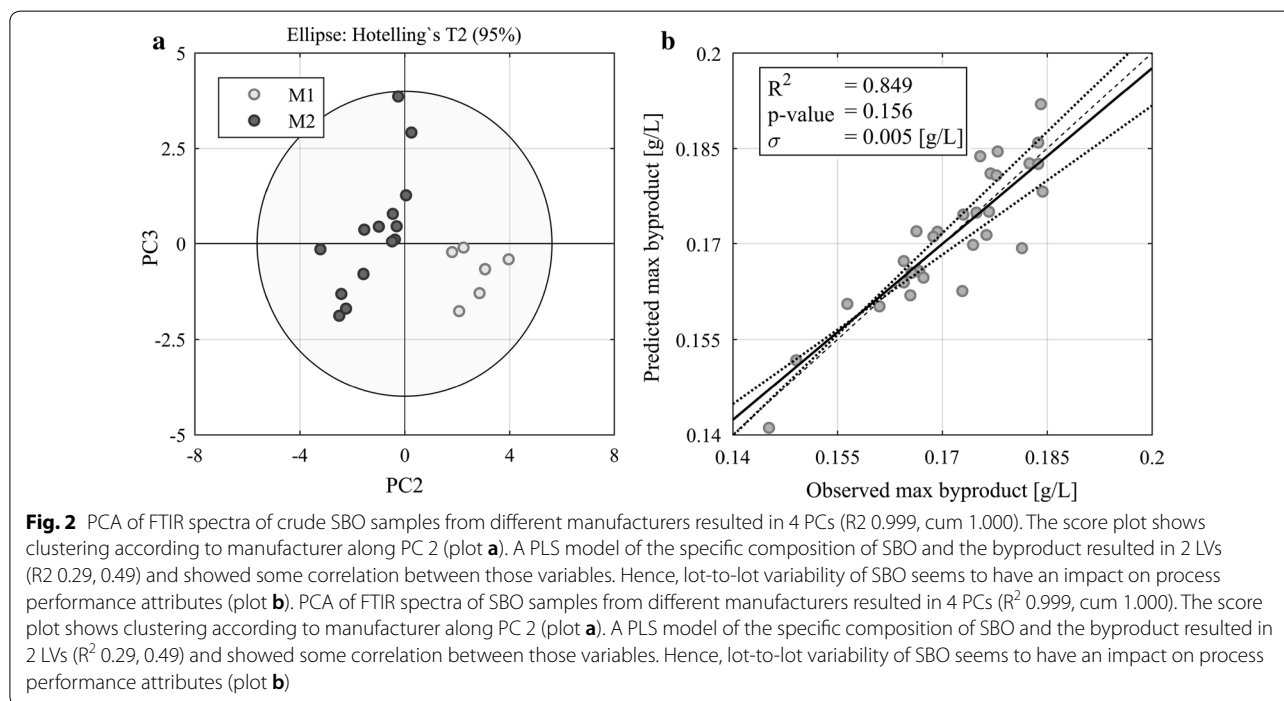 a
Ellipse: Hotelling`s T2 (95%)
M1
M2
5
2.5
0
-2.5
-5
PC3
-8
-4
0
4
8
PC2
b
R² = 0.849
p-value = 0.156
σ = 0.005 [g/L]
0.2
0.185
0.17
0.155
0.14
Predicted max byproduct [g/L]
0.14
0.155
0.17
0.185
0.2
Observed max byproduct [g/L]
Fig. 2 PCA of FTIR spectra of crude SBO samples from different manufacturers resulted in 4 PCs (R2 0.999, cum 1.000). The score plot shows
clustering according to manufacturer along PC 2 (plot a). A PLS model of the specific composition of SBO and the byproduct resulted in 2 LVs
(R2 0.29, 0.49) and showed some correlation between those variables. Hence, lot-to-lot variability of SBO seems to have an impact on process
performance attributes (plot b). PCA of FTIR spectra of SBO samples from different manufacturers resulted in 4 PCs (R² 0.999, cum 1.000). The score
plot shows clustering according to manufacturer along PC 2 (plot a). A PLS model of the specific composition of SBO and the byproduct resulted in
2 LVs (R² 0.29, 0.49) and showed some correlation between those variables. Hence, lot-to-lot variability of SBO seems to have an impact on process
performance attributes (plot b)